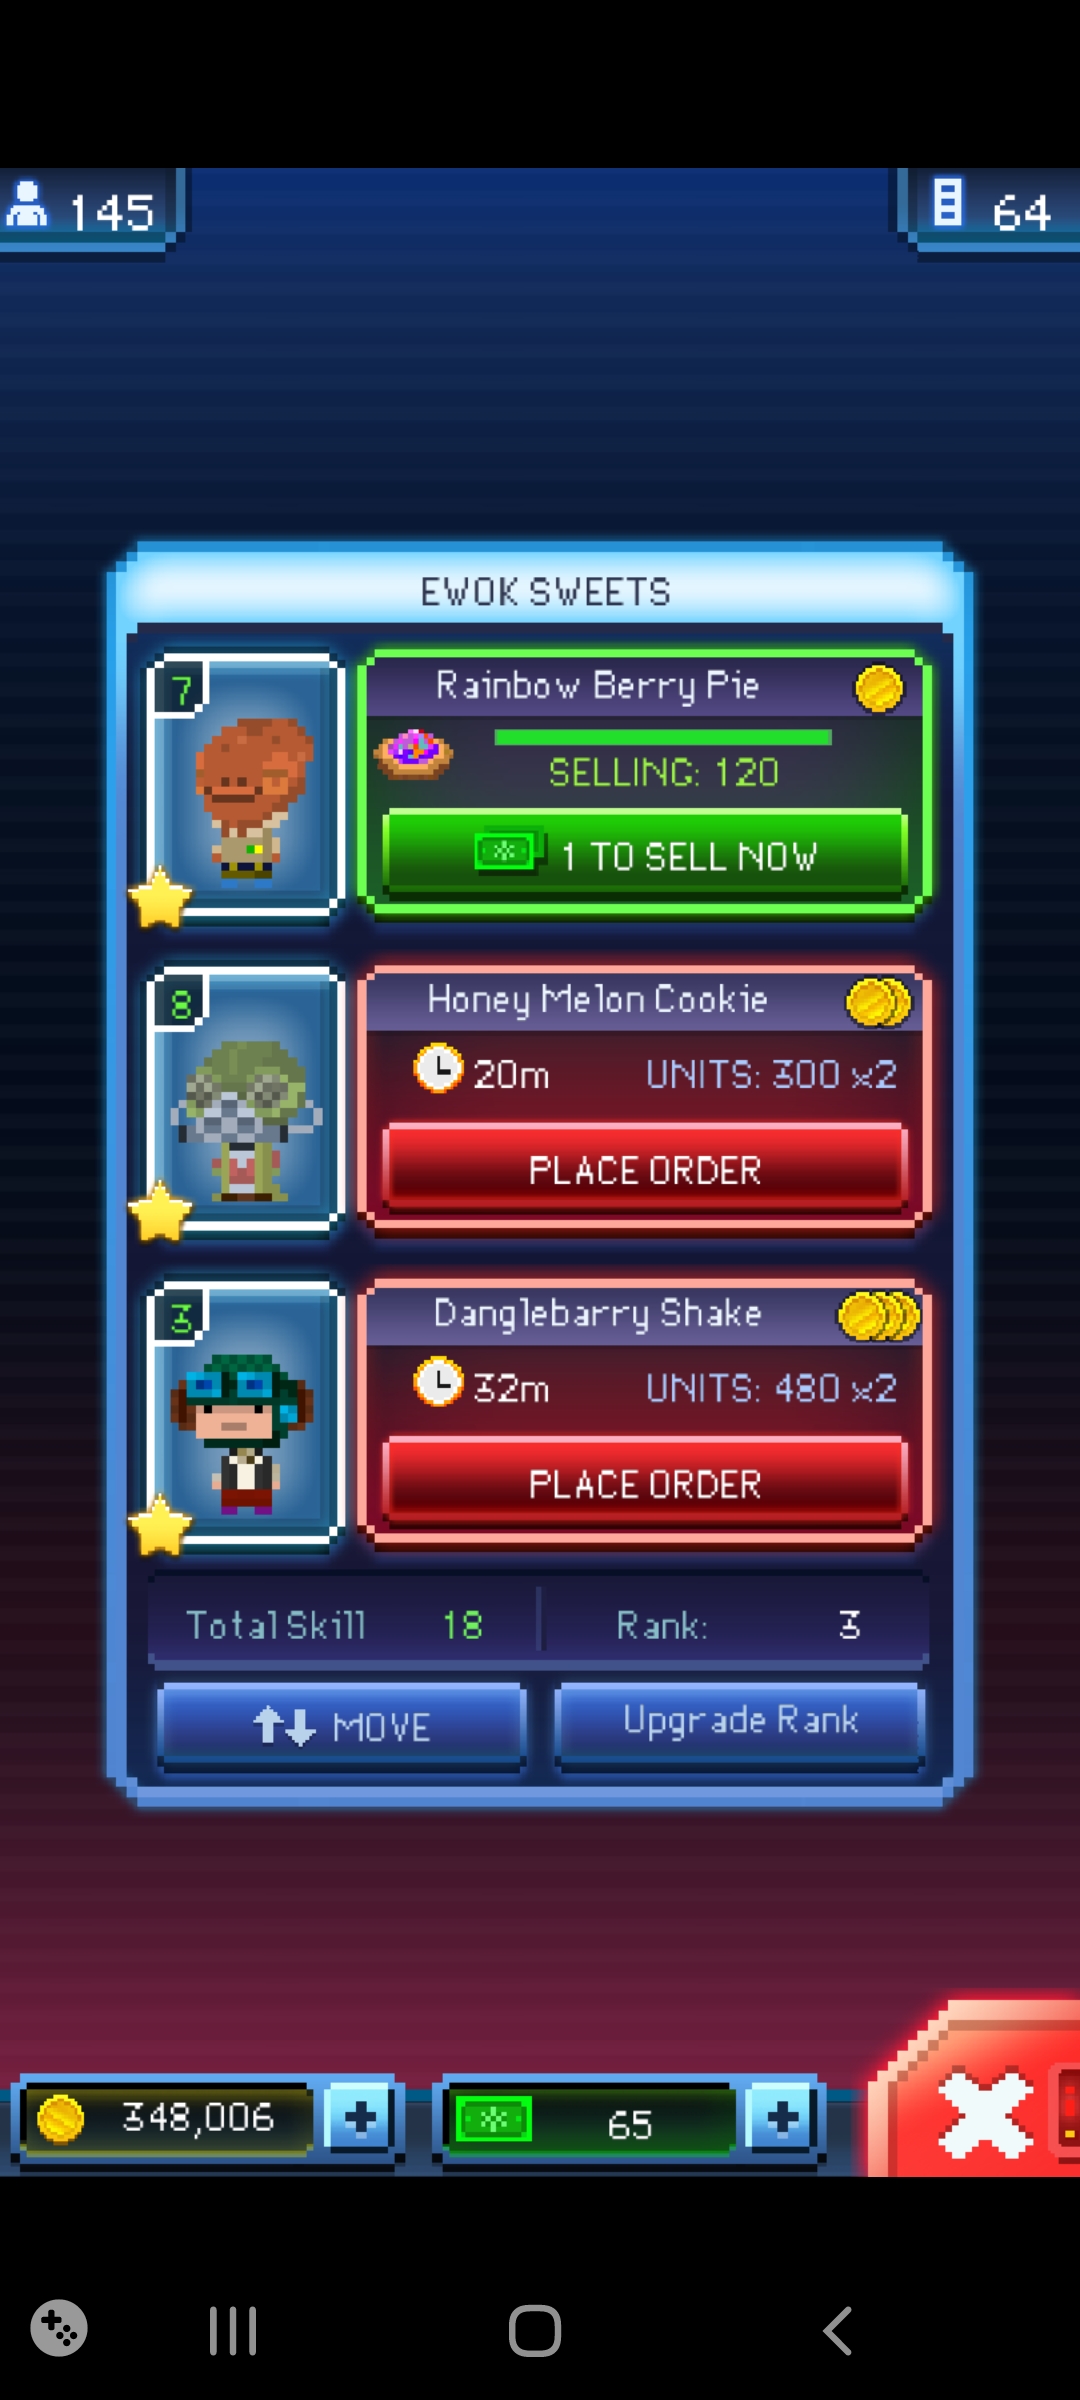 145
64
EWOK SWEETS
7
Rainbow Berry Pie
SELLING: 120
1 TO SELL NOW
8
Honey Melon Cookie
20m UNITS: 300 x2
PLACE ORDER
3
Danglebarry Shake
32m UNITS: 480 x2
PLACE ORDER
Total Skill 18 Rank: 3
MOVE Upgrade Rank
348,006 65